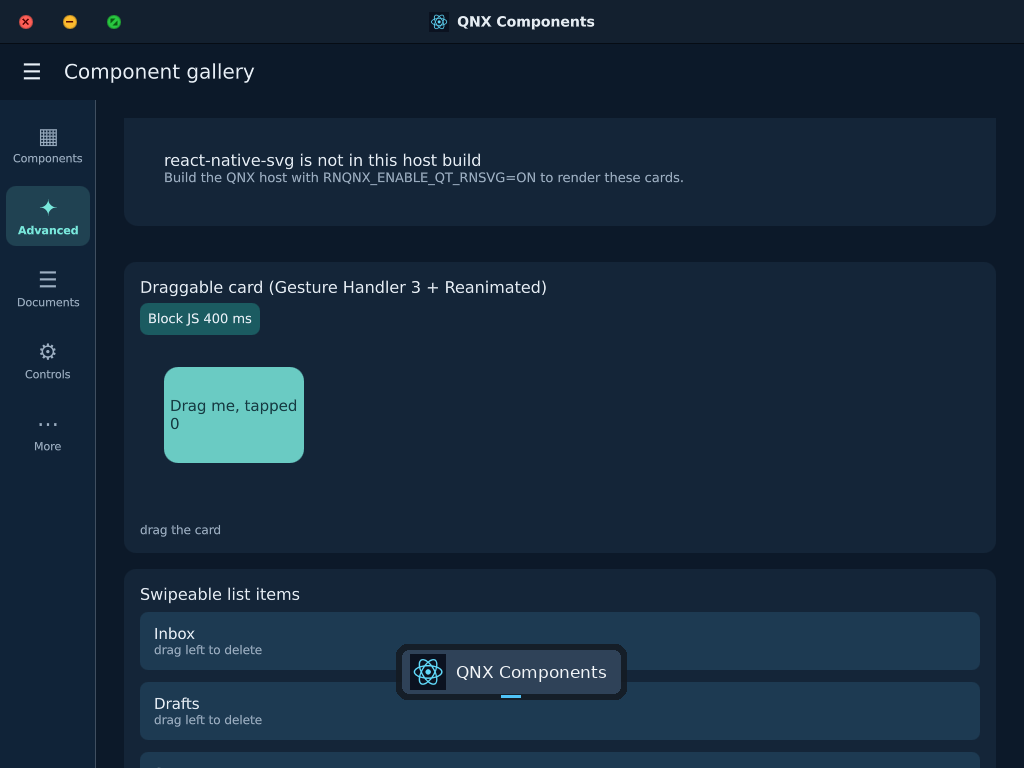 QNX Components
Component gallery
Components
Advanced
Documents
Controls
More
react-native-svg is not in this host build
Build the QNX host with RNQNX_ENABLE_QT_RNSVG=ON to render these cards.
Draggable card (Gesture Handler 3 + Reanimated)
Block JS 400 ms
Drag me, tapped
0
drag the card
Swipeable list items
Inbox
drag left to delete
QNX Components
Drafts
drag left to delete